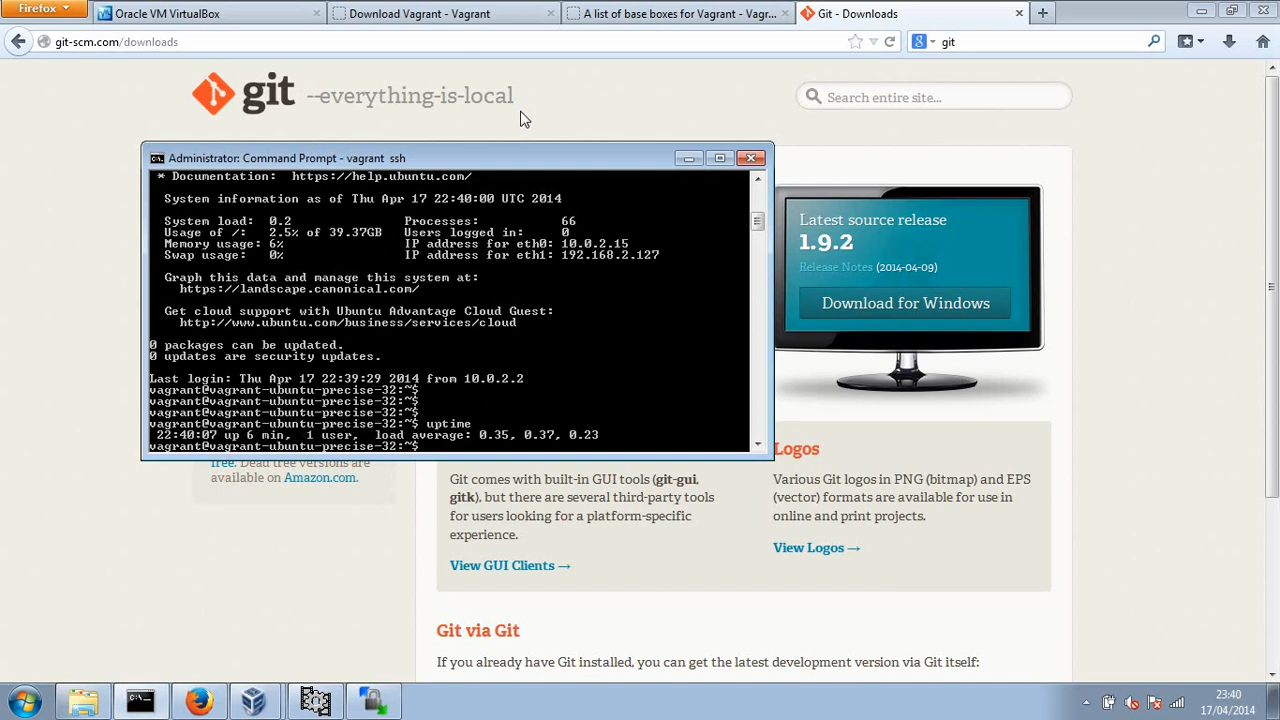 Firefox
Oracle VM VirtualBox
Download Vagrant - Vagrant
A list of base boxes for Vagrant - Vagr...
Git - Downloads
git-scm.com/downloads
git
git --everything-is-local
Search entire site...
Administrator: Command Prompt - vagrant ssh
* Documentation: https://help.ubuntu.com/
System information as of Thu Apr 17 22:40:00 UTC 2014
System load: 0.2 Processes: 66
Usage of /: 2.5% of 39.37GB Users logged in: 0
Memory usage: 6% IP address for eth0: 10.0.2.15
Swap usage: 0% IP address for eth1: 192.168.2.127
Graph this data and manage this system at:
https://landscape.canonical.com/
Get cloud support with Ubuntu Advantage Cloud Guest:
http://www.ubuntu.com/business/services/cloud
0 packages can be updated.
0 updates are security updates.
Last login: Thu Apr 17 22:39:29 2014 from 10.0.2.2
vagrant@vagrant-ubuntu-precise-32:~$
vagrant@vagrant-ubuntu-precise-32:~$
vagrant@vagrant-ubuntu-precise-32:~$
vagrant@vagrant-ubuntu-precise-32:~$ uptime
22:40:07 up 6 min, 1 user, load average: 0.35, 0.37, 0.23
vagrant@vagrant-ubuntu-precise-32:~$
Latest source release
1.9.2
Release Notes (2014-04-09)
Download for Windows
free. Dead tree versions are
available on Amazon.com.
Git comes with built-in GUI tools (git-gui,
gitk), but there are several third-party tools
for users looking for a platform-specific
experience.
View GUI Clients →
Logos
Various Git logos in PNG (bitmap) and EPS
(vector) formats are available for use in
online and print projects.
View Logos →
Git via Git
If you already have Git installed, you can get the latest development version via Git itself:
23:40
17/04/2014